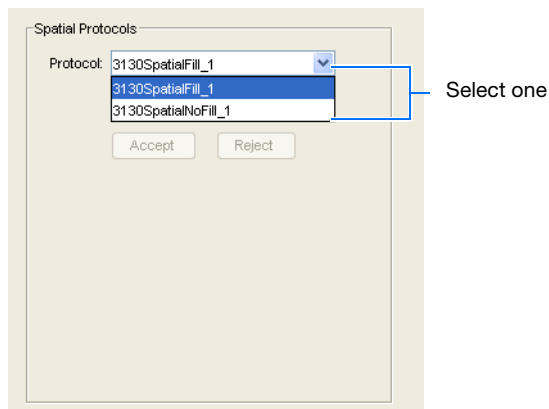 Spatial Protocols
Protocol: 3130SpatialFill_1
3130SpatialFill_1
3130SpatialNoFill_1
Select one
Accept Reject